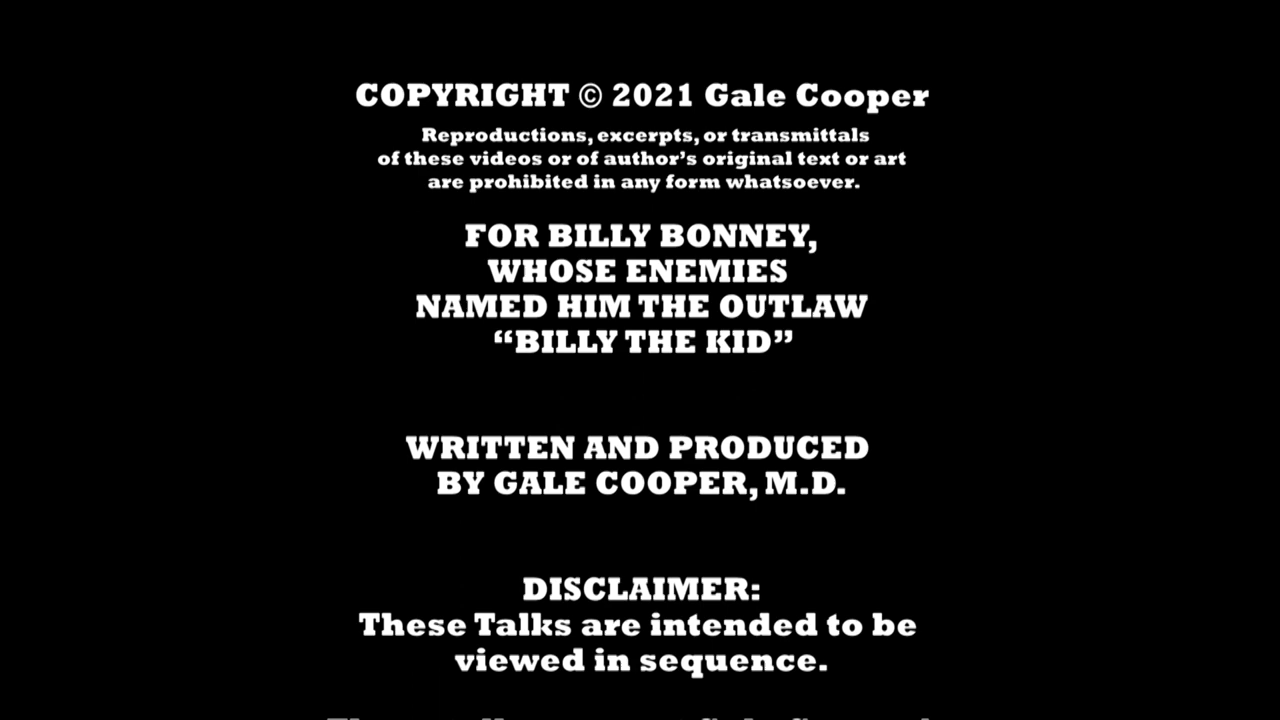 COPYRIGHT © 2021 Gale Cooper
Reproductions, excerpts, or transmittals
of these videos or of author’s original text or art
are prohibited in any form whatsoever.
FOR BILLY BONNEY,
WHOSE ENEMIES
NAMED HIM THE OUTLAW
“BILLY THE KID”
WRITTEN AND PRODUCED
BY GALE COOPER, M.D.
DISCLAIMER:
These Talks are intended to be
viewed in sequence.